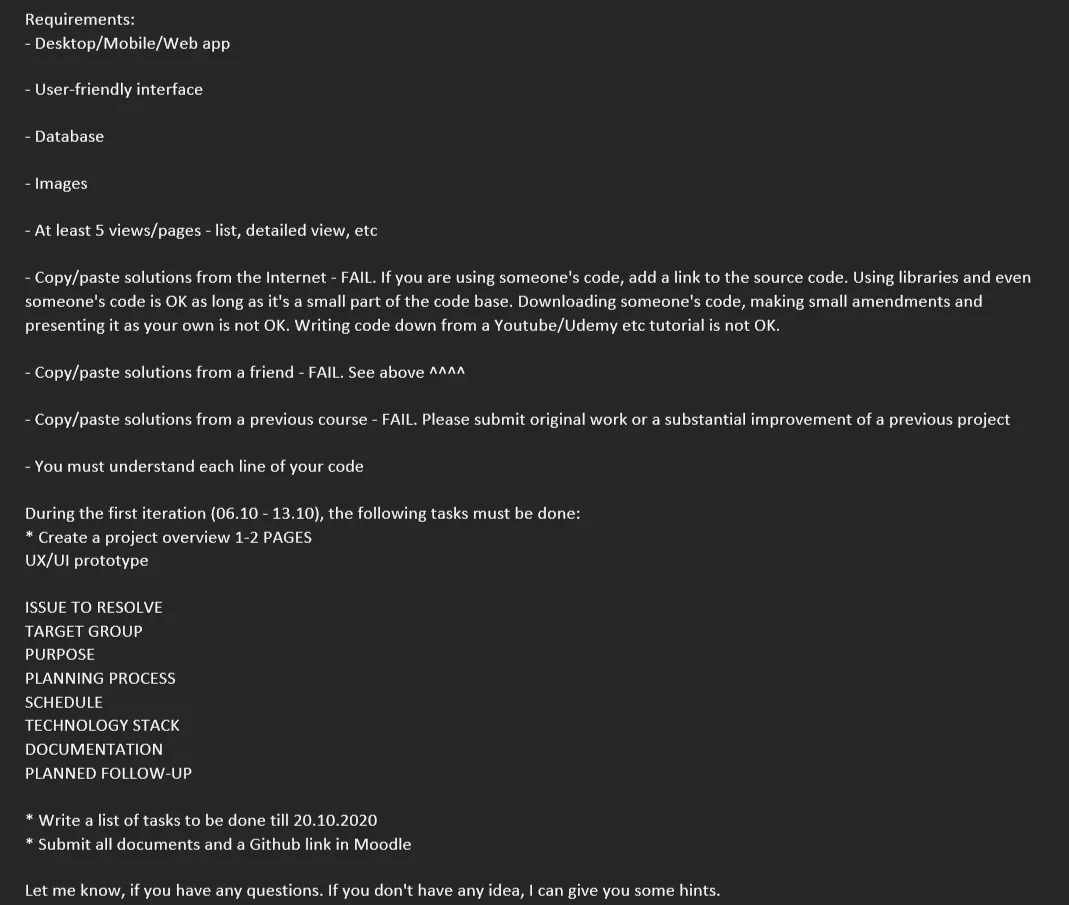 Requirements:
- Desktop/Mobile/Web app
- User-friendly interface
- Database
- Images
- At least 5 views/pages - list, detailed view, etc
- Copy/paste solutions from the Internet - FAIL. If you are using someone's code, add a link to the source code. Using libraries and even
someone's code is OK as long as it's a small part of the code base. Downloading someone's code, making small amendments and
presenting it as your own is not OK. Writing code down from a Youtube/Udemy etc tutorial is not OK.
- Copy/paste solutions from a friend - FAIL. See above ^^^^
- Copy/paste solutions from a previous course - FAIL. Please submit original work or a substantial improvement of a previous project
- You must understand each line of your code
During the first iteration (06.10 - 13.10), the following tasks must be done:
* Create a project overview 1-2 PAGES
UX/UI prototype
ISSUE TO RESOLVE
TARGET GROUP
PURPOSE
PLANNING PROCESS
SCHEDULE
TECHNOLOGY STACK
DOCUMENTATION
PLANNED FOLLOW-UP
* Write a list of tasks to be done till 20.10.2020
* Submit all documents and a Github link in Moodle
Let me know, if you have any questions. If you don't have any idea, I can give you some hints.